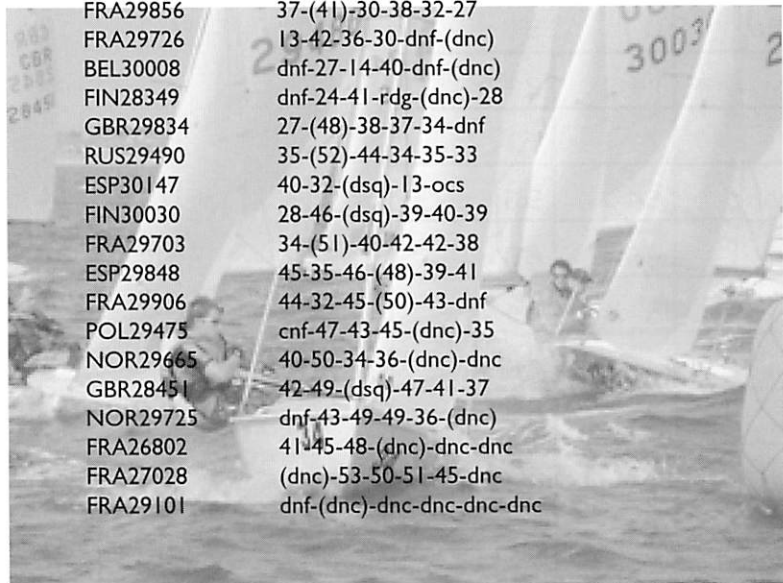 FRA29856 37-(41)-30-38-32-27
FRA29726 13-42-36-30-dnf-(dnc)
BEL30008 dnf-27-14-40-dnf-(dnc)
FIN28349 dnf-24-41-rdg-(dnc)-28
GBR29834 27-(48)-38-37-34-dnf
RUS29490 35-(52)-44-34-35-33
ESP30147 40-32-(dsq)-13-ocs
FIN30030 28-46-(dsq)-39-40-39
FRA29703 34-(51)-40-42-42-38
ESP29848 45-35-46-(48)-39-41
FRA29906 44-32-45-(50)-43-dnf
POL29475 cnf-47-43-45-(dnc)-35
NOR29665 40-50-34-36-(dnc)-dnc
GBR28451 42-49-(dsq)-47-41-37
NOR29725 dnf-43-49-49-36-(dnc)
FRA26802 41-45-48-(dnc)-dnc-dnc
FRA27028 (dnc)-53-50-51-45-dnc
FRA29101 dnf-(dnc)-dnc-dnc-dnc-dnc